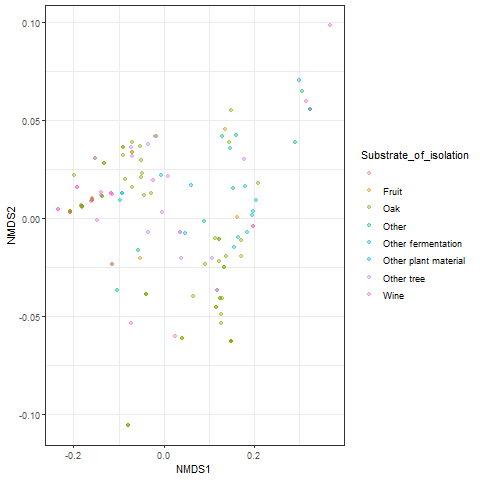 0.10
0.05
0.00
-0.05
-0.10
NMDS2
-0.2
0.0
0.2
NMDS1
Substrate_of_isolation
Fruit
Oak
Other
Other fermentation
Other plant material
Other tree
Wine